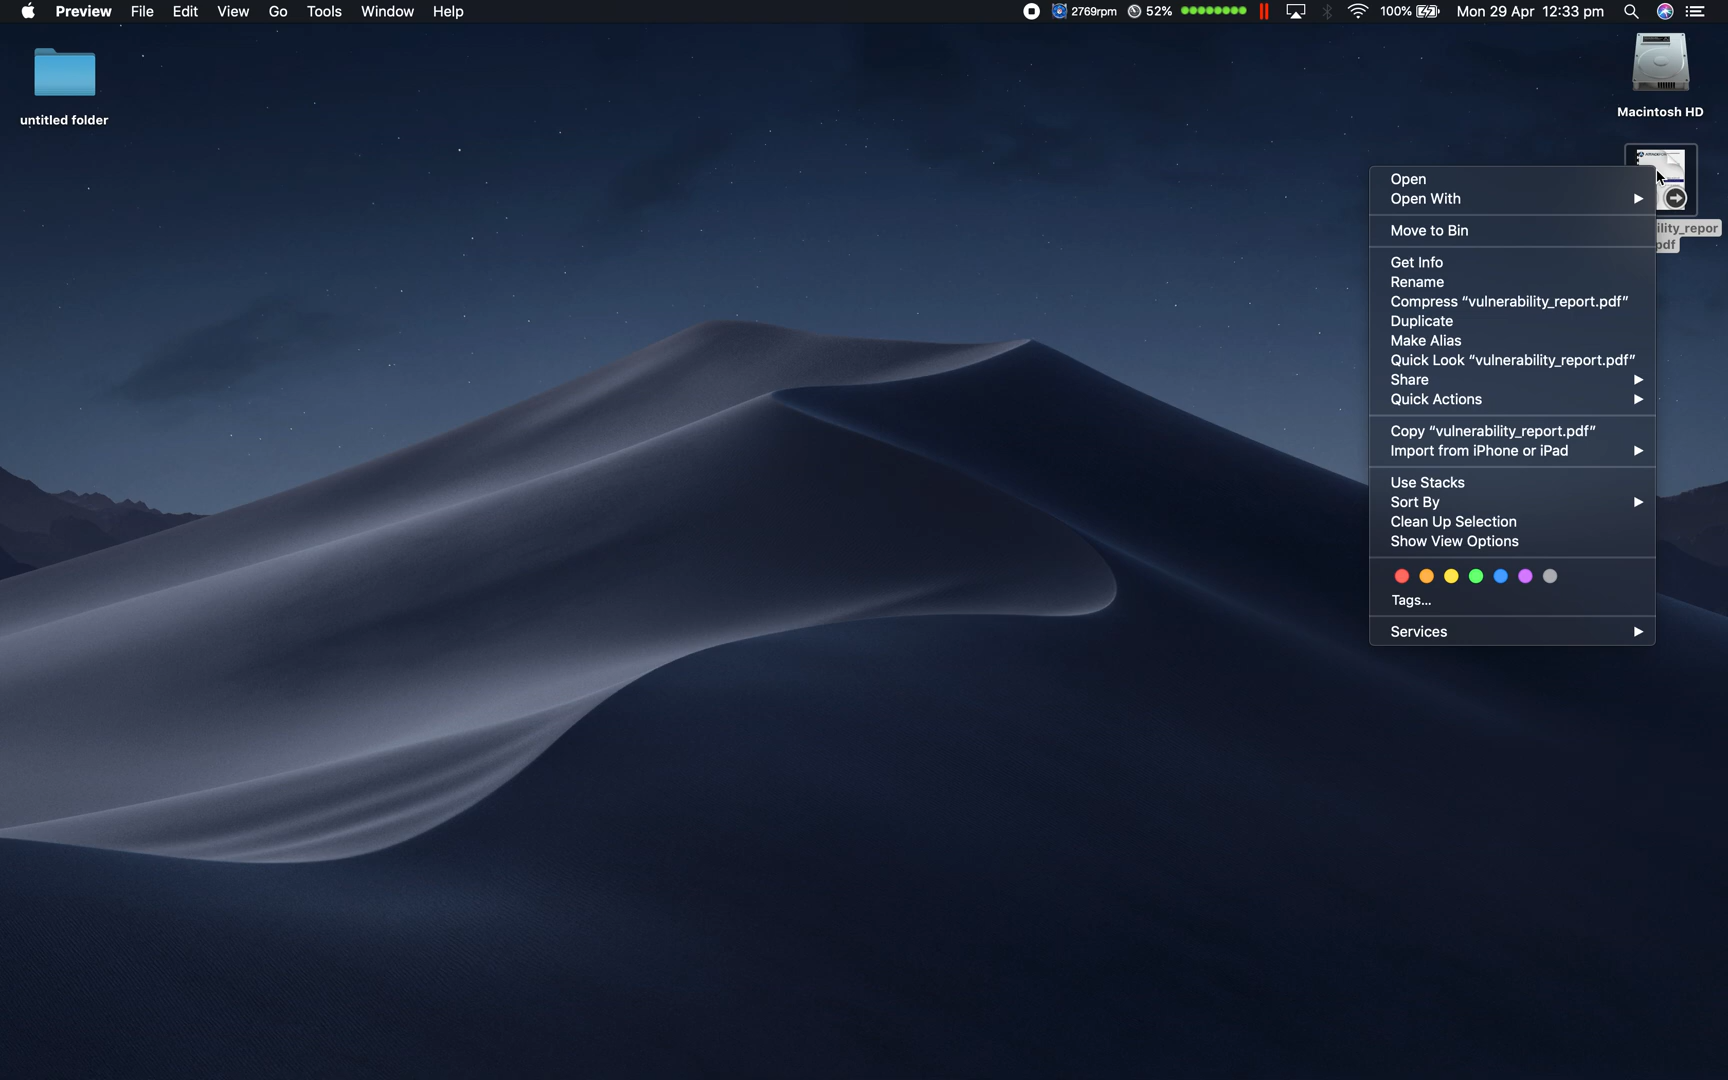 Preview File Edit View Go Tools Window Help 2769rpm 52% 100% Mon 29 Apr 12:33 pm
untitled folder
Macintosh HD
Open
Open With
Move to Bin
Get Info
Rename
Compress “vulnerability_report.pdf”
Duplicate
Make Alias
Quick Look “vulnerability_report.pdf”
Share
Quick Actions
Copy “vulnerability_report.pdf”
Import from iPhone or iPad
Use Stacks
Sort By
Clean Up Selection
Show View Options
Tags...
Services
ility_repor
pdf